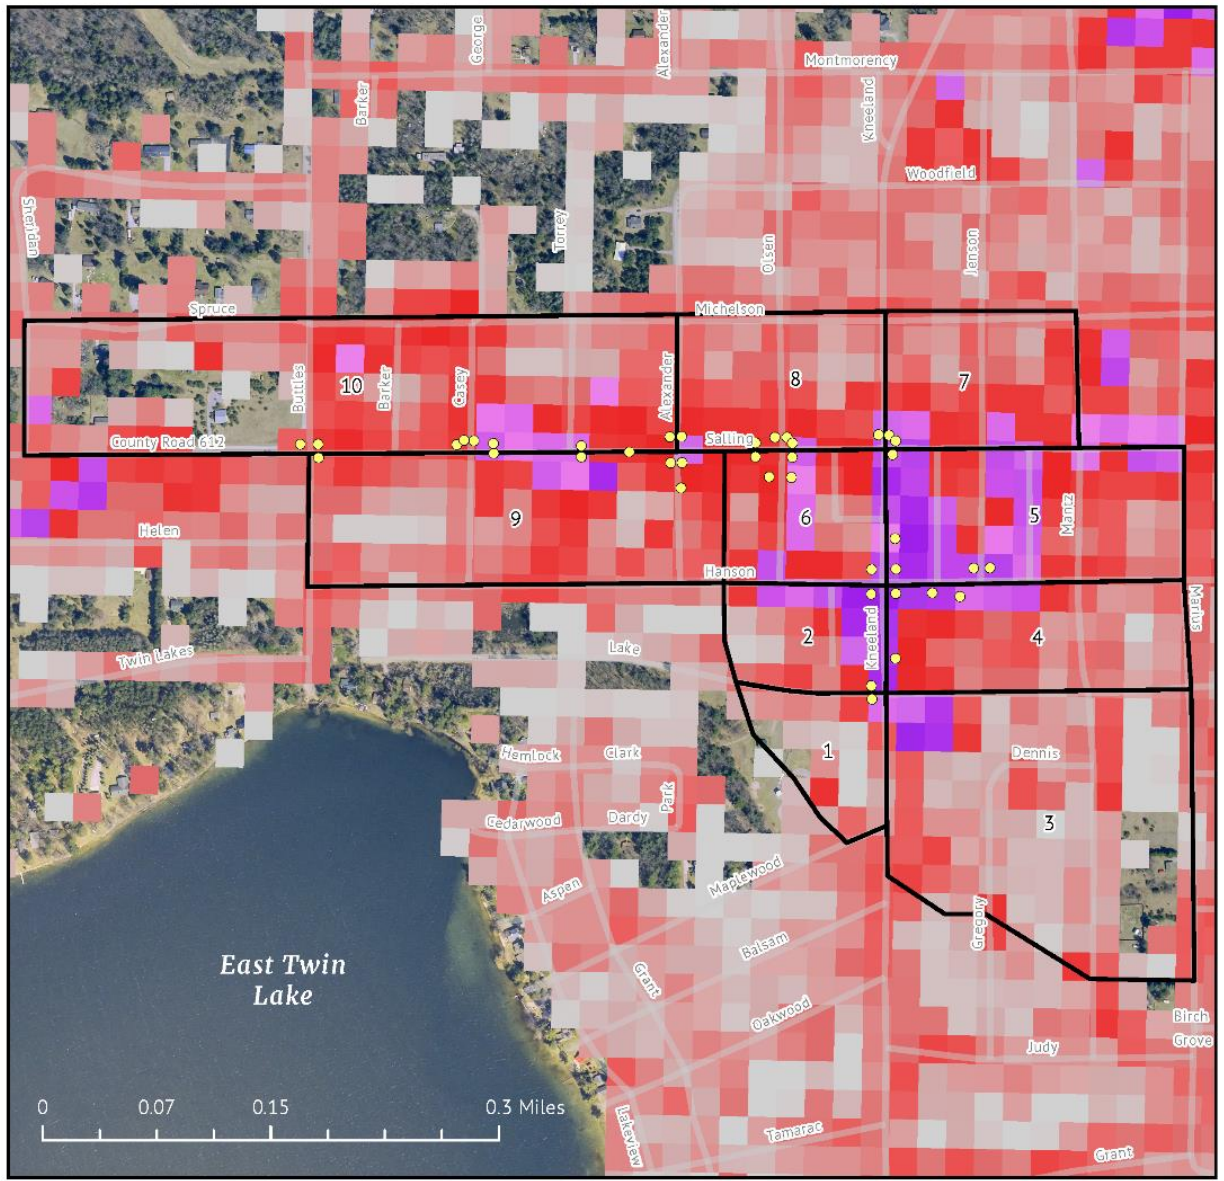 George
Alexander
Montmorency
Barker
Kneeland
Woodfield
Sheridan
Torrey
Olsen
Jenson
Spruce
Michelson
Buttles
10
Barker
Casey
Alexander
8
7
County Road 612
Salling
9
6
5
Mantz
Helen
Hanson
Marius
2
Kneeland
4
Twin Lakes
Lake
1
Hemlock
Clark
Dennis
Park
Cedarwood
Dardy
3
Aspen
Maplewood
Gregory
Balsam
East Twin
Lake
Grant
Oakwood
Birch
Grove
Judy
0
0.07
0.15
0.3 Miles
Lakeview
Tamarac
Grant